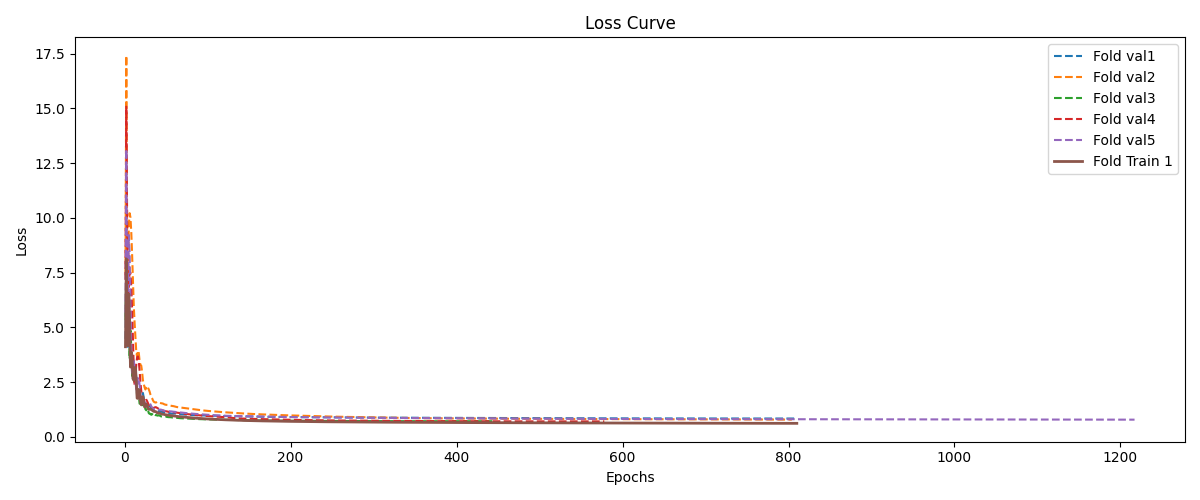 Loss Curve
17.5
15.0
12.5
10.0
7.5
5.0
2.5
0.0
Loss
Fold val1
Fold val2
Fold val3
Fold val4
Fold val5
Fold Train 1
0 200 400 600 800 1000 1200
Epochs